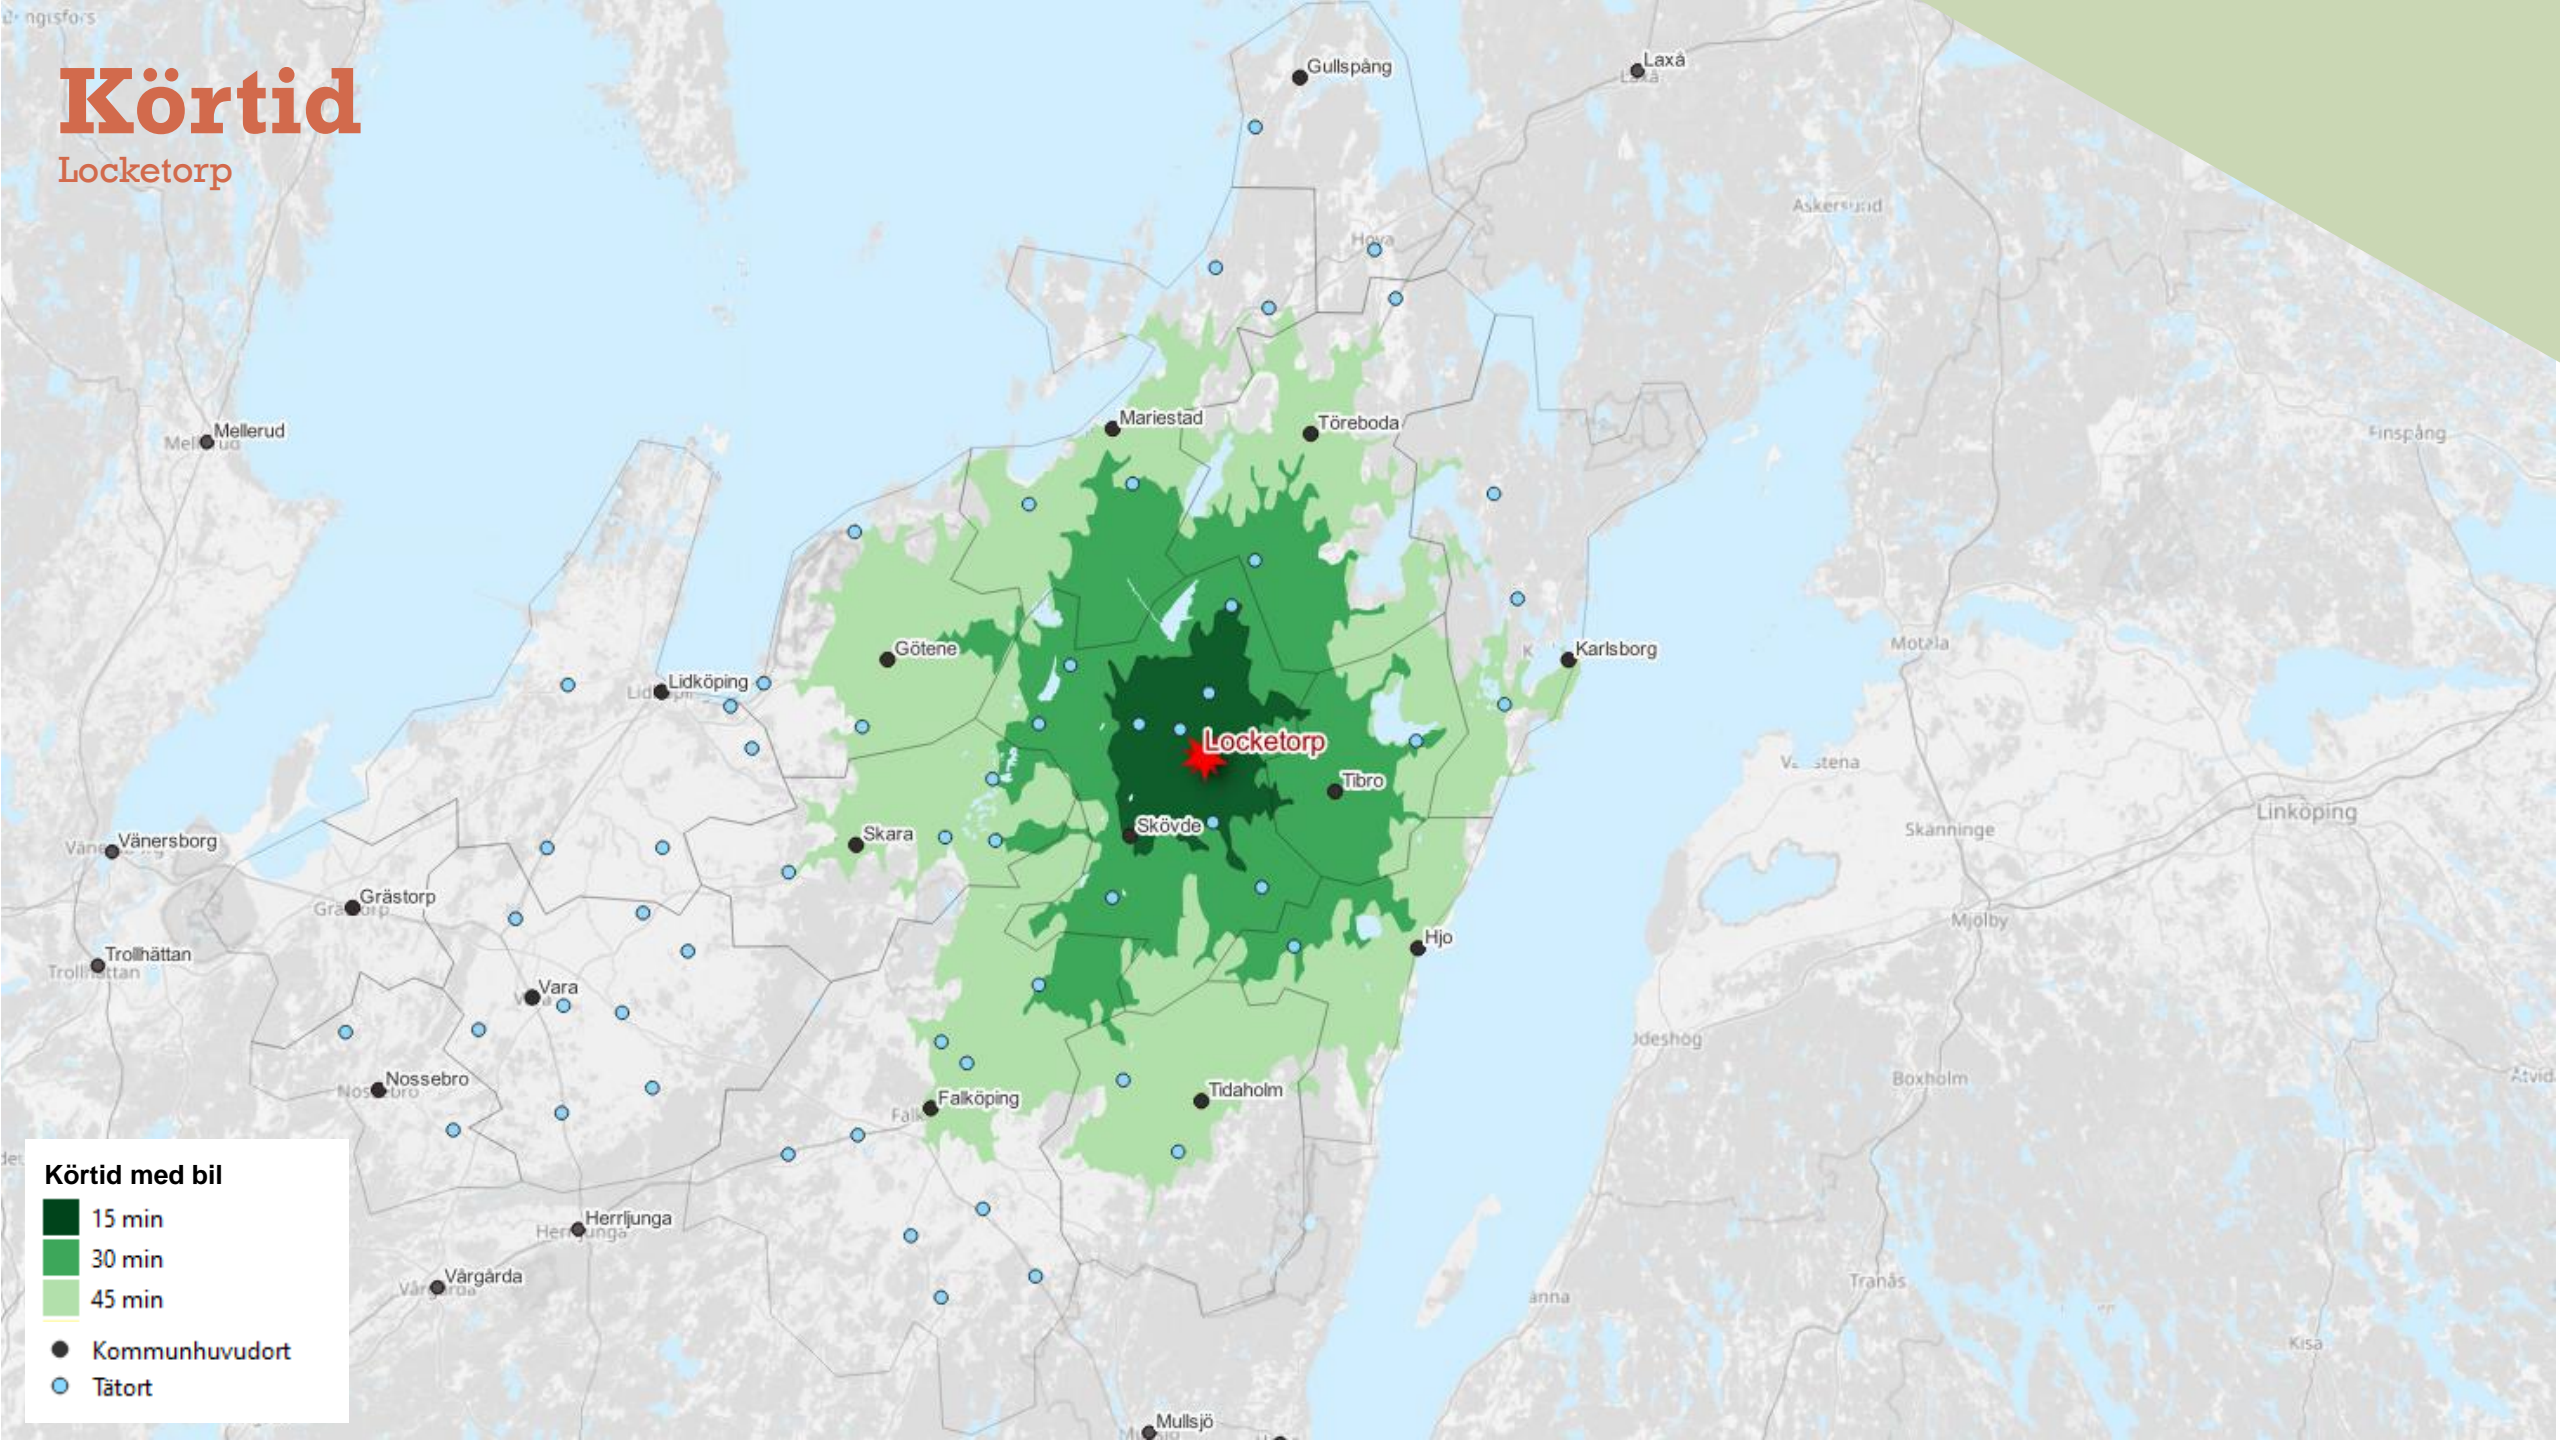 Körtid
Locketorp
Gullspång
Laxå
Laxå
Askersund
Hova
Mariestad
Töreboda
Mellerud
Finspång
Götene
Karlsborg
Motala
Lidköping
Locketorp
Tibro
Skövde
Skara
Linköping
Skänninge
Vänersborg
Grästorp
Mjölby
Hjo
Trollhättan
Trollhättan
Vara
Nossebro
Falköping
Tidaholm
Boxholm
Herrljunga
Vårgårda
Tranås
Kisa
Mullsjö
Körtid med bil
15 min
30 min
45 min
Kommunhuvudort
Tätort